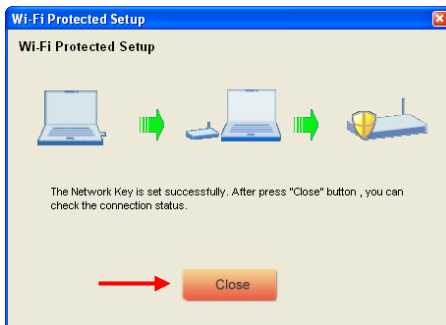 Wi-Fi Protected Setup
Wi-Fi Protected Setup
The Network Key is set successfully. After press "Close" button , you can
check the connection status.
Close